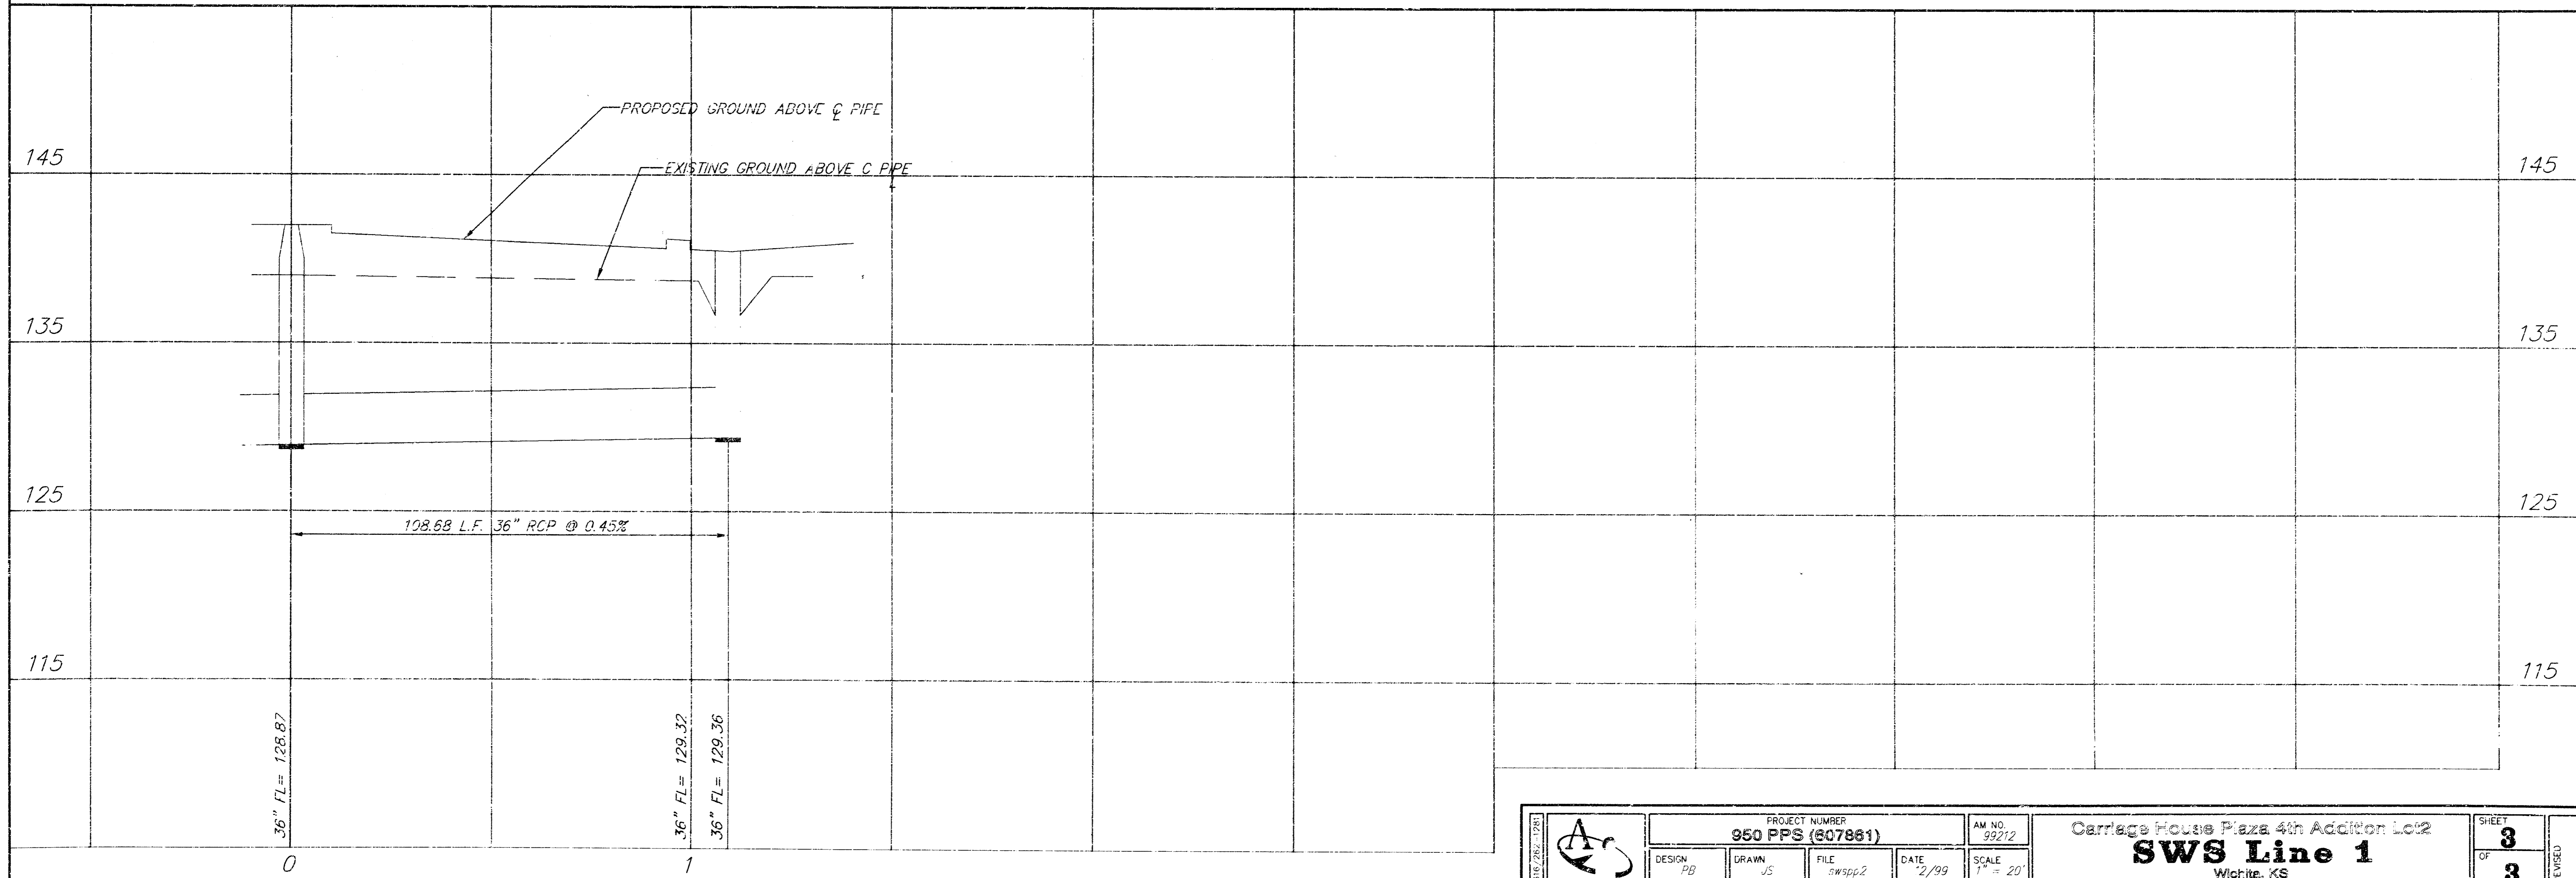 PROPOSED GROUND ABOVE ℄ PIPE
145
EXISTING GROUND ABOVE C PIPE
145
135
135
125
125
108.68 L.F. 36" RCP @ 0.45%
115
115
36" FL= 128.87
36" FL= 129.32
36" FL= 129.36
0
1
PROJECT NUMBER
950 PPS (607861)
AM NO.
99212
DESIGN
PB
DRAWN
JS
FILE
swspp2
DATE
12/99
SCALE
1" = 20'
Carriage House Plaza 4th Addition Lot2
SWS Line 1
Wichita, KS
SHEET
3
OF
3